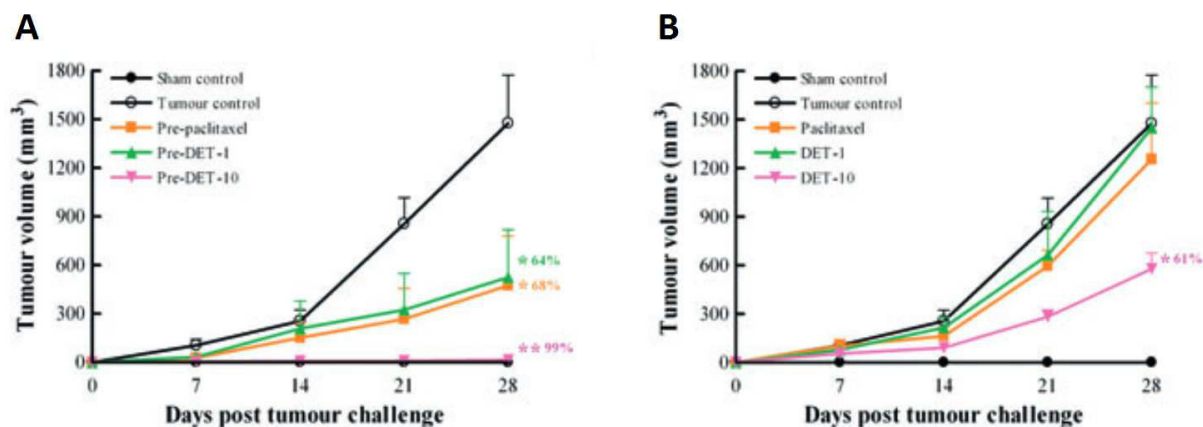 A
1800
1500
1200
900
600
300
0
Tumour volume (mm³)
Sham control
Tumour control
Pre-paclitaxel
Pre-DET-1
Pre-DET-10
*64%
*68%
**99%
0 7 14 21 28
Days post tumour challenge
B
1800
1500
1200
900
600
300
0
Tumour volume (mm³)
Sham control
Tumour control
Paclitaxel
DET-1
DET-10
*61%
0 7 14 21 28
Days post tumour challenge